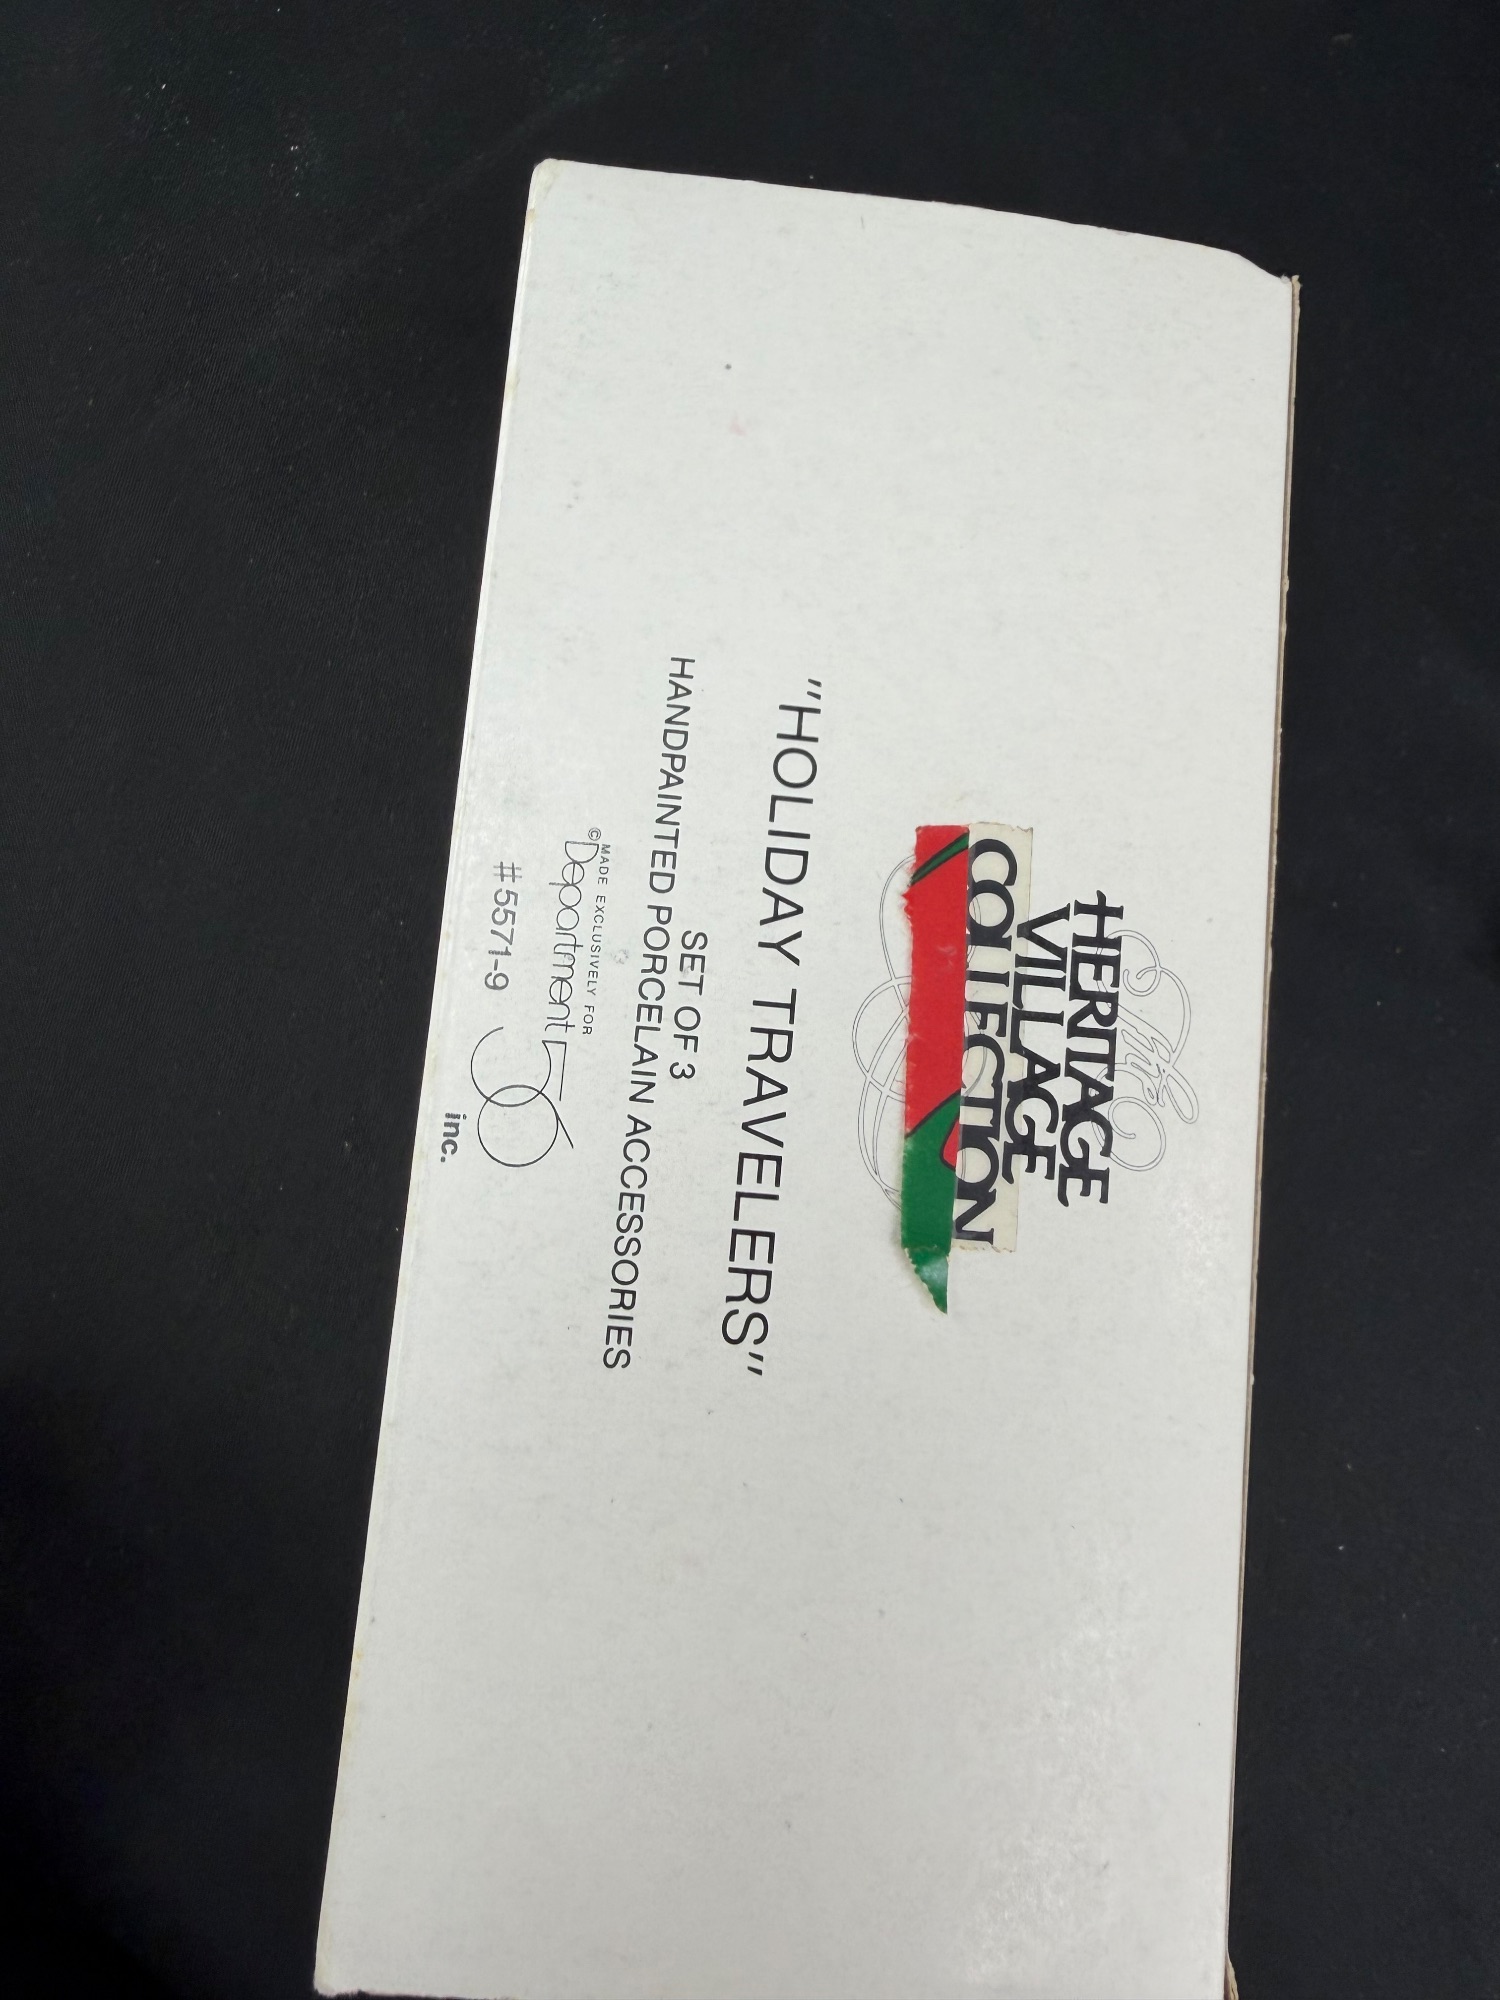 The
HERITAGE
VILLAGE
COLLECTION
"HOLIDAY TRAVELERS"
SET OF 3
HANDPAINTED PORCELAIN ACCESSORIES
MADE EXCLUSIVELY FOR
©Department 56 inc.
#5571-9